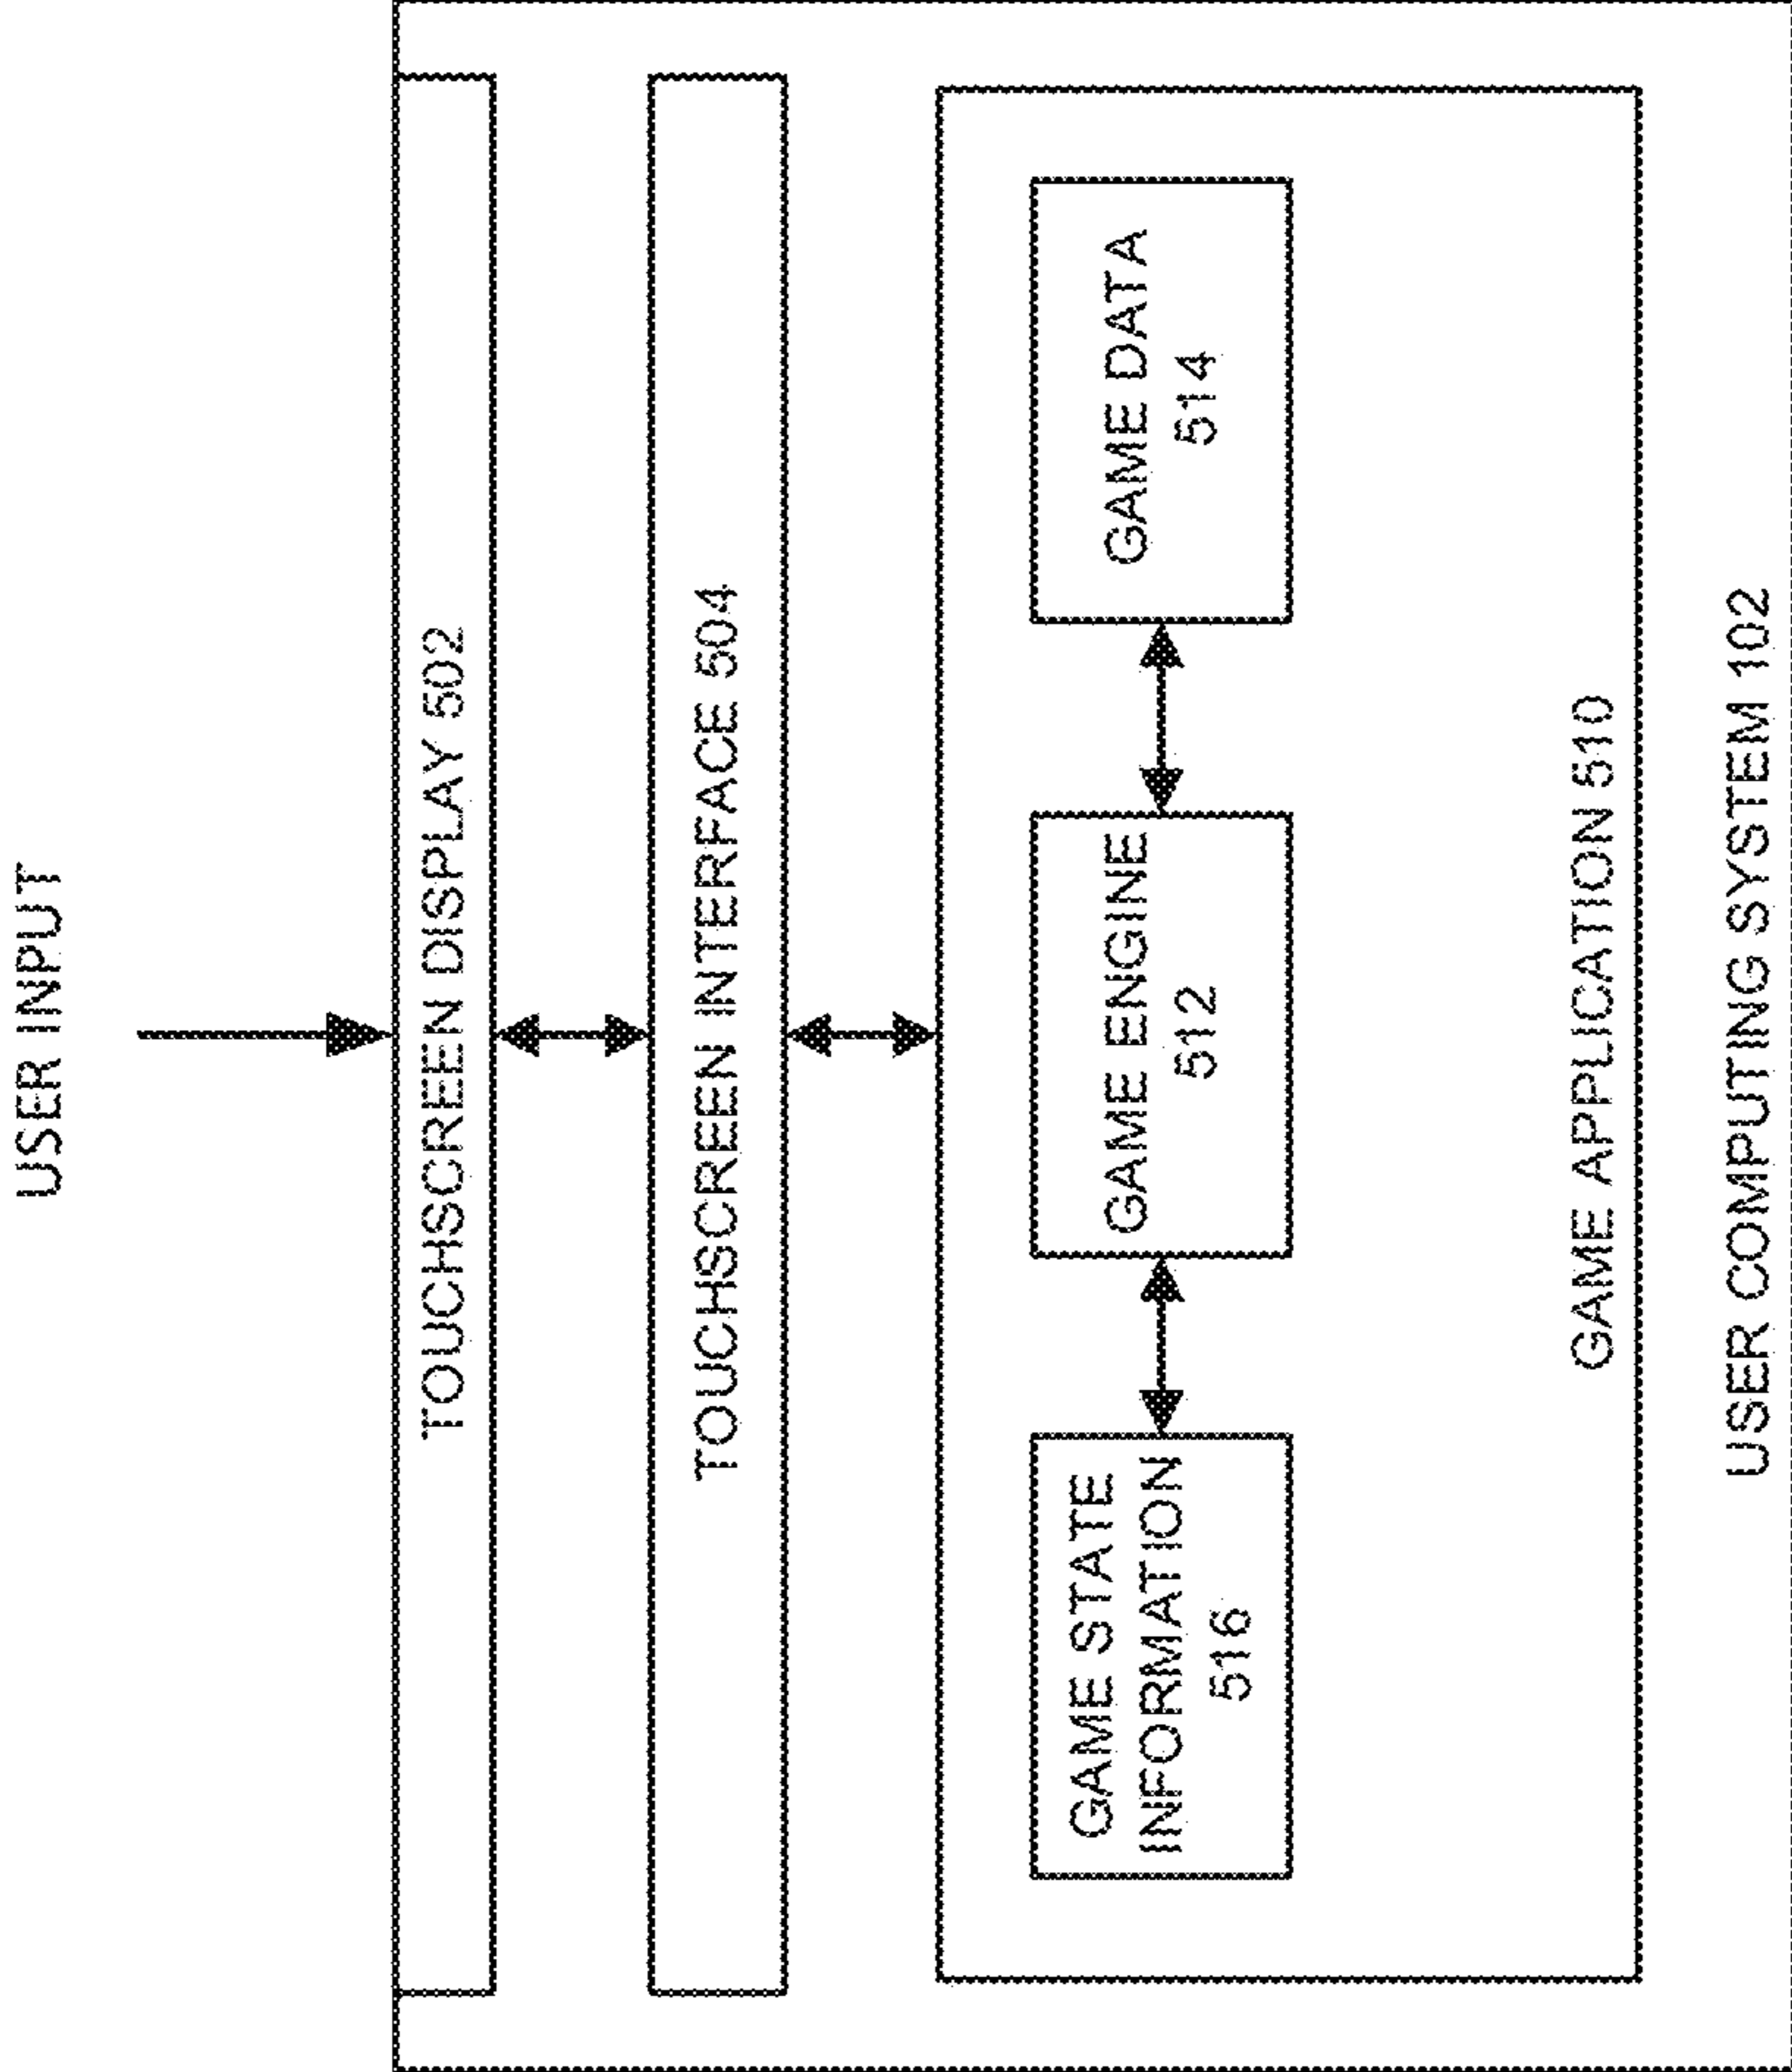 USER INPUT
TOUCHSCREEN DISPLAY 502
TOUCHSCREEN INTERFACE 504
GAME STATE
INFORMATION
516
GAME ENGINE
512
GAME DATA
514
GAME APPLICATION 510
USER COMPUTING SYSTEM 102